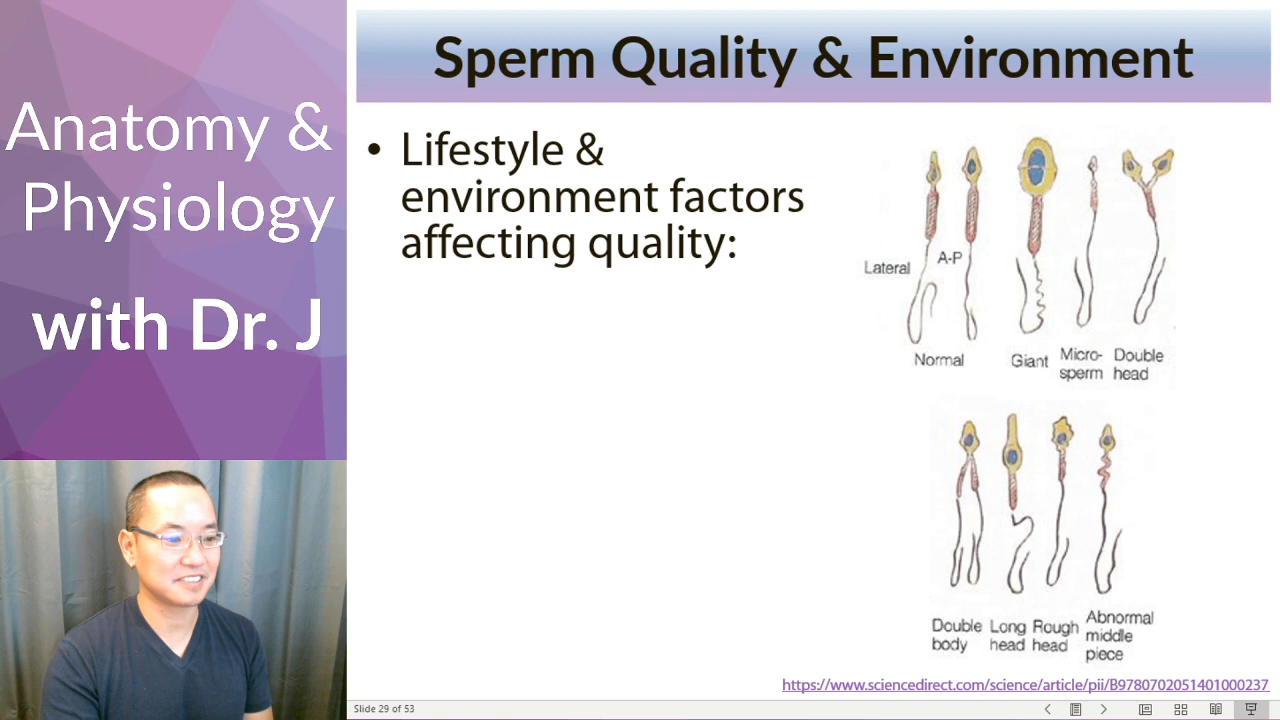 Anatomy &
Physiology
with Dr. J
Sperm Quality & Environment
• Lifestyle &
environment factors
affecting quality:
Lateral
A-P
Normal
Giant
Micro-
sperm
Double
head
Double
body
Long
head
Rough
head
Abnormal
middle
piece
https://www.sciencedirect.com/science/article/pii/B9780702051401000237
Slide 29 of 53